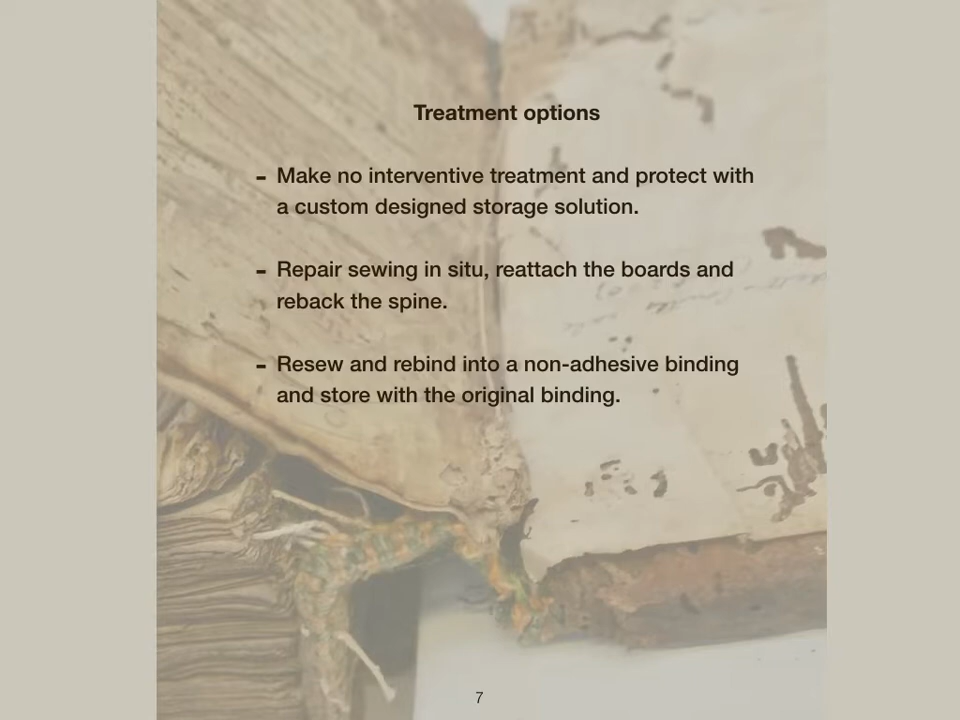 Treatment options
- Make no interventive treatment and protect with
a custom designed storage solution.
- Repair sewing in situ, reattach the boards and
reback the spine.
- Resew and rebind into a non-adhesive binding
and store with the original binding.
7